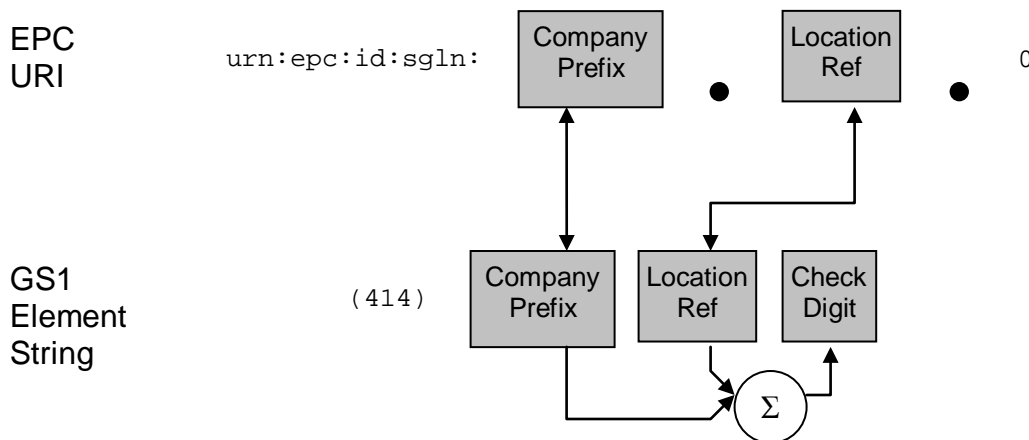 EPC
URI
urn:epc:id:sgln:
Company
Prefix
Location
Ref
0
GS1
Element
String
(414)
Company
Prefix
Location
Ref
Check
Digit
Σ